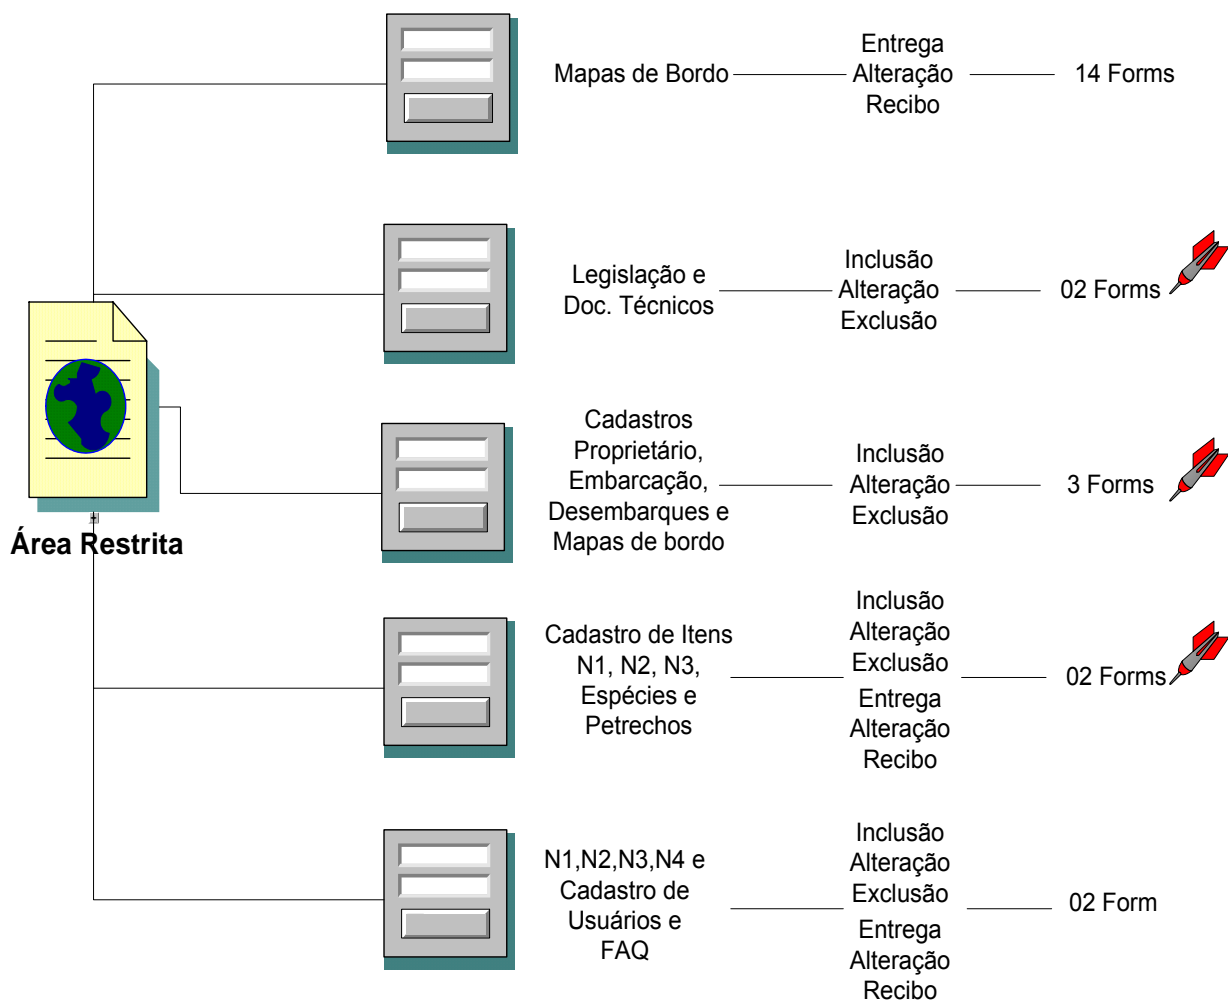 Mapas de Bordo
Entrega
Alteração
Recibo
14 Forms
Legislação e
Doc. Técnicos
Inclusão
Alteração
Exclusão
02 Forms
Área Restrita
Cadastros
Proprietário,
Embarcação,
Desembarques e
Mapas de bordo
Inclusão
Alteração
Exclusão
3 Forms
Cadastro de Itens
N1, N2, N3,
Espécies e
Petrechos
Inclusão
Alteração
Exclusão
Entrega
Alteração
Recibo
02 Forms
N1,N2,N3,N4 e
Cadastro de
Usuários e
FAQ
Inclusão
Alteração
Exclusão
Entrega
Alteração
Recibo
02 Form